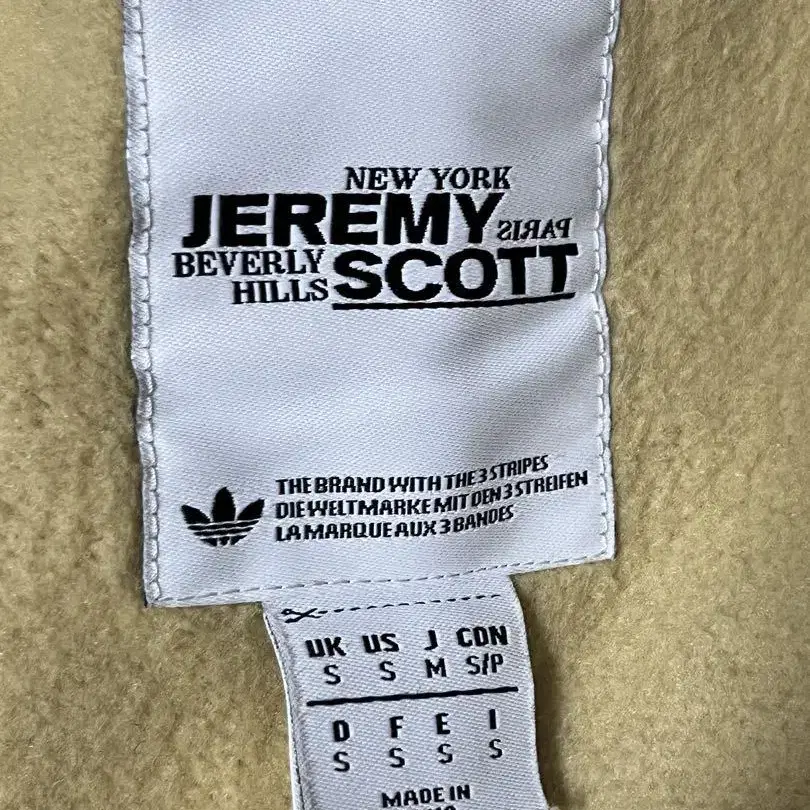 NEW YORK
JEREMY PARIS
BEVERLY SCOTT
HILLS
THE BRAND WITH THE 3 STRIPES
DIE WELTMARKE MIT DEN 3 STREIFEN
LA MARQUE AUX 3 BANDES
UK US J CDN
S S M S/P
D F E I
S S S S
MADE IN